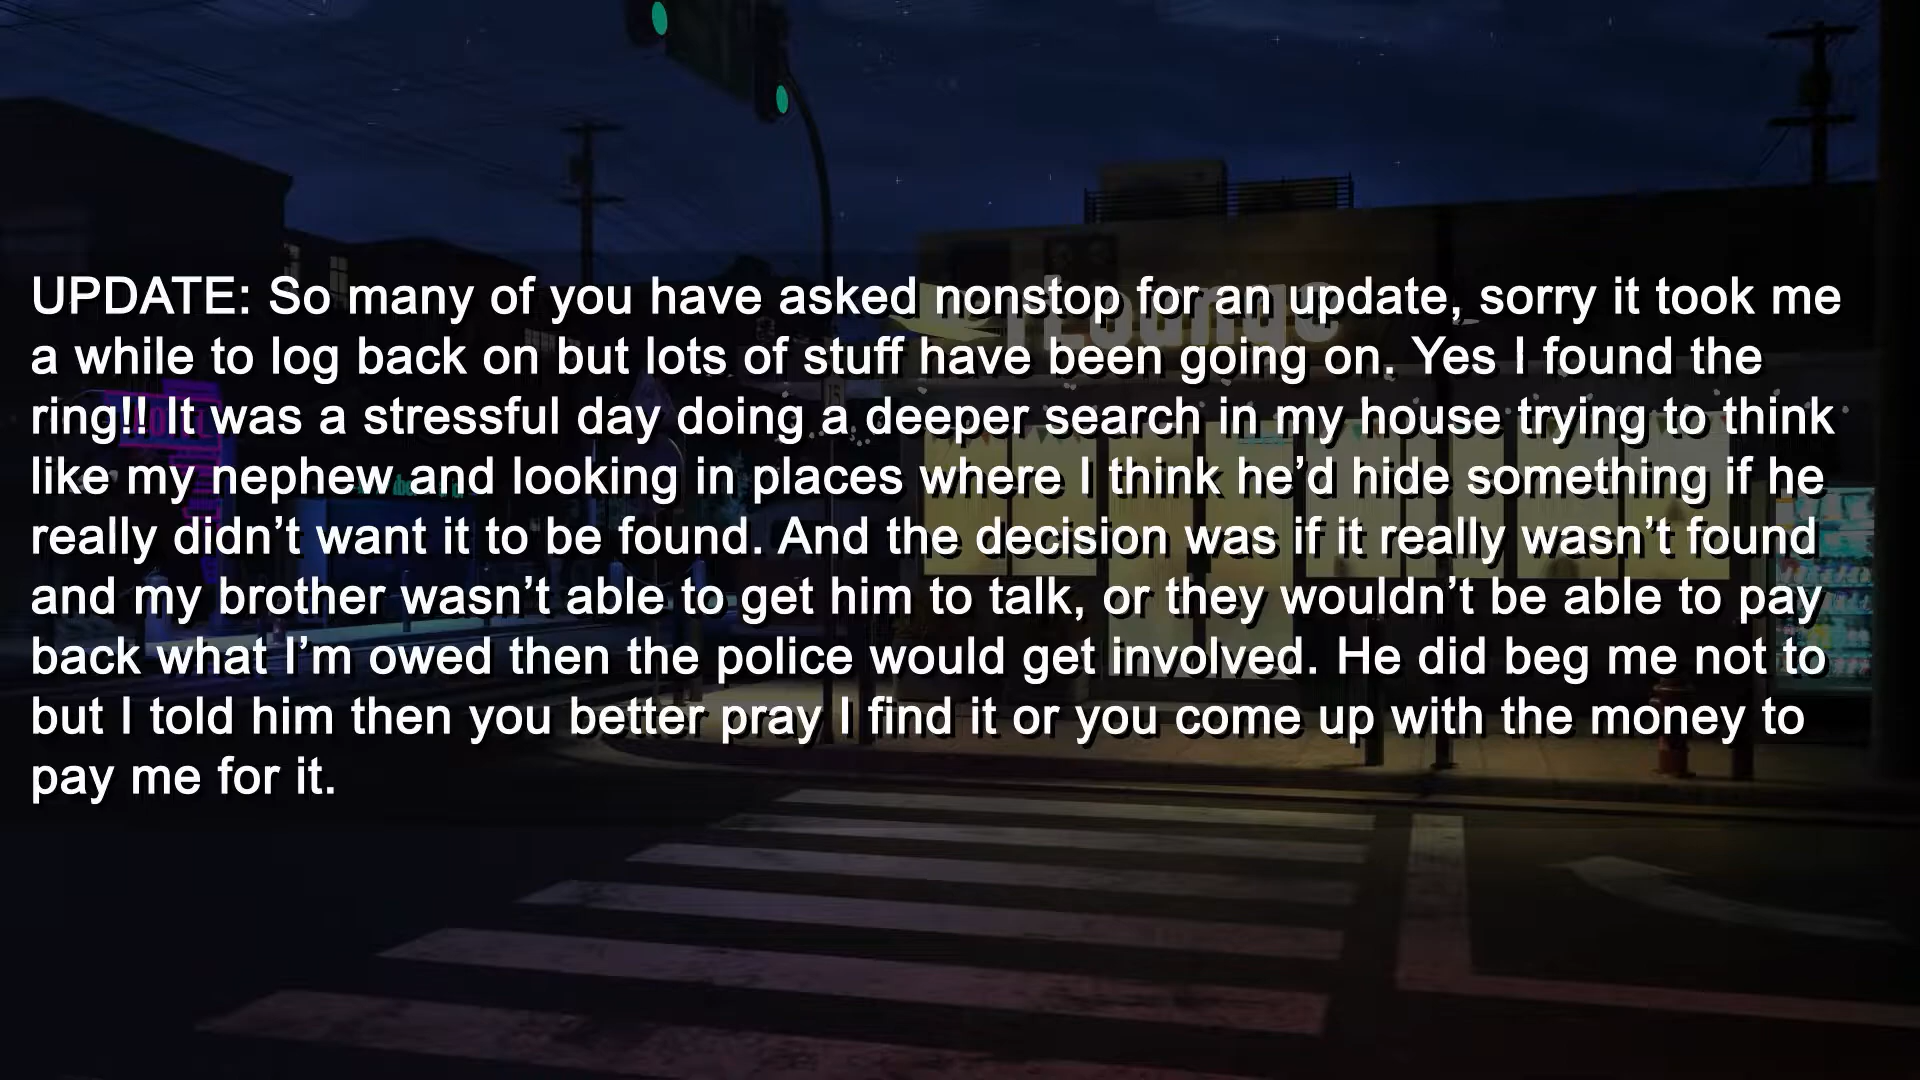 UPDATE: So many of you have asked nonstop for an update, sorry it took me
a while to log back on but lots of stuff have been going on. Yes I found the
ring!! It was a stressful day doing a deeper search in my house trying to think
like my nephew and looking in places where I think he’d hide something if he
really didn’t want it to be found. And the decision was if it really wasn’t found
and my brother wasn’t able to get him to talk, or they wouldn’t be able to pay
back what I’m owed then the police would get involved. He did beg me not to
but I told him then you better pray I find it or you come up with the money to
pay me for it.